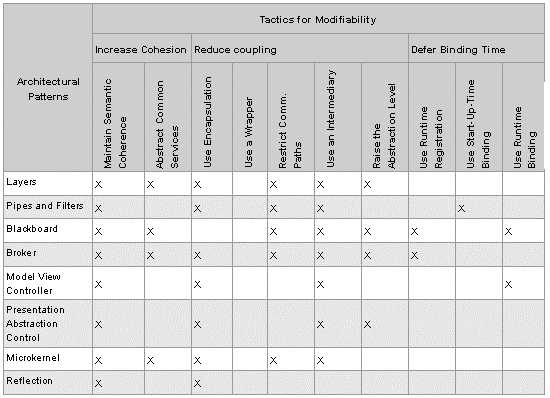 Tactics for Modifiability
Increase Cohesion Reduce coupling Defer Binding Time
Architectural
Patterns
Maintain Semantic
Coherence
Abstract Common
Services
Use Encapsulation
Use a Wrapper
Restrict Comm.
Paths
Use an Intermediary
Raise the
Abstraction Level
Use Runtime
Registration
Use Start-Up-Time
Binding
Use Runtime
Binding
Layers X X X X X X
Pipes and Filters X X X X X
Blackboard X X X X X X X
Broker X X X X X X X
Model View
Controller X X X X
Presentation
Abstraction
Control X X X X
Microkernel X X X X X
Reflection X X